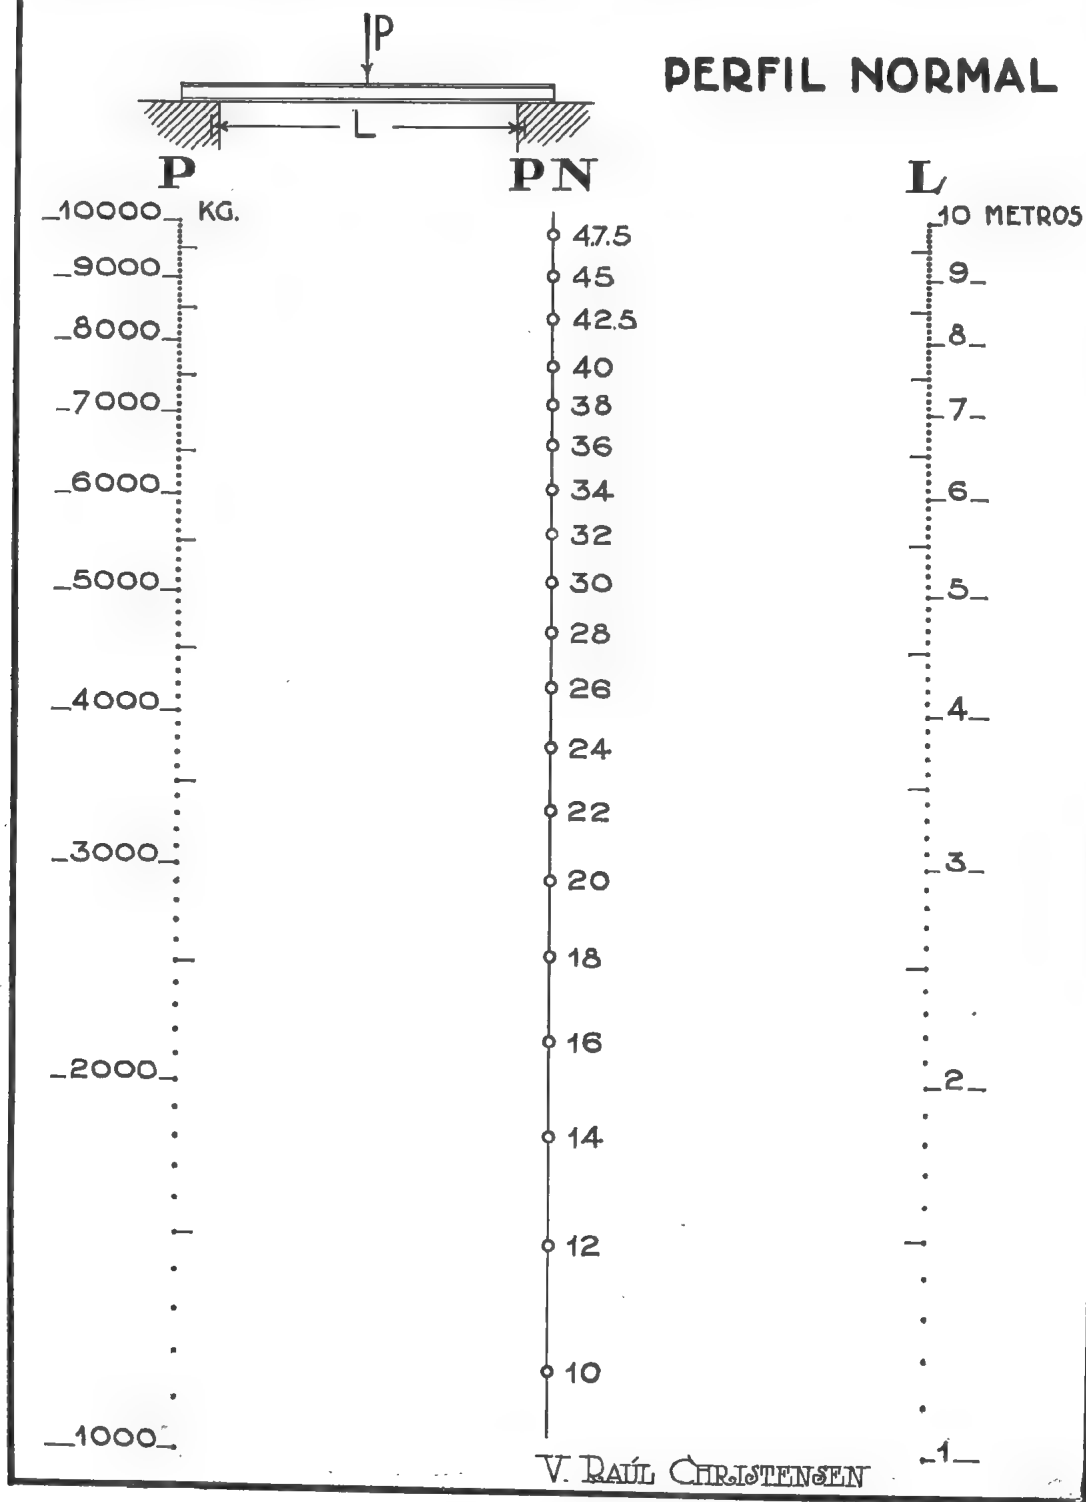 P
PERFIL NORMAL
L
P PN L
10000 KG. 47.5 10 METROS
9000 45 9
8000 42.5 8
40
7000 38 7
36
6000 34 6
32
5000 30 5
28
26
4000 24 4
22
3000 20 3
18
16
2000 14 2
12
10
1000 1
V. RAÚL CHRISTENSEN